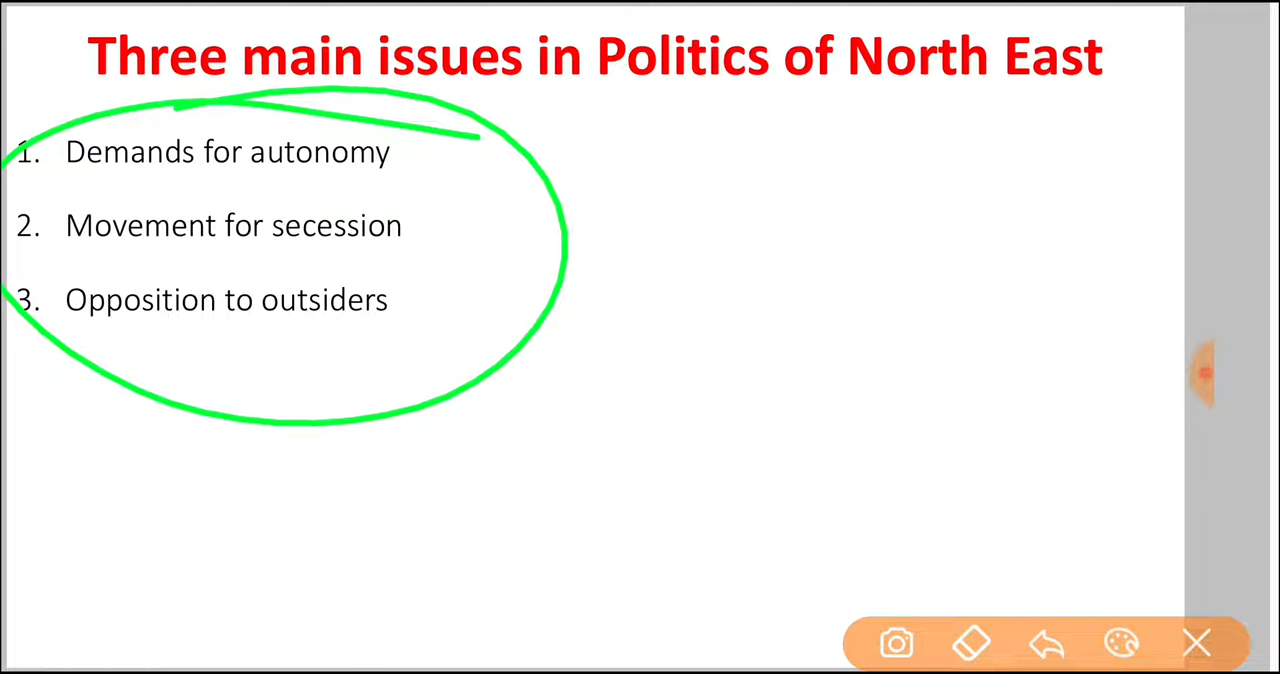 Three main issues in Politics of North East
1. Demands for autonomy
2. Movement for secession
3. Opposition to outsiders